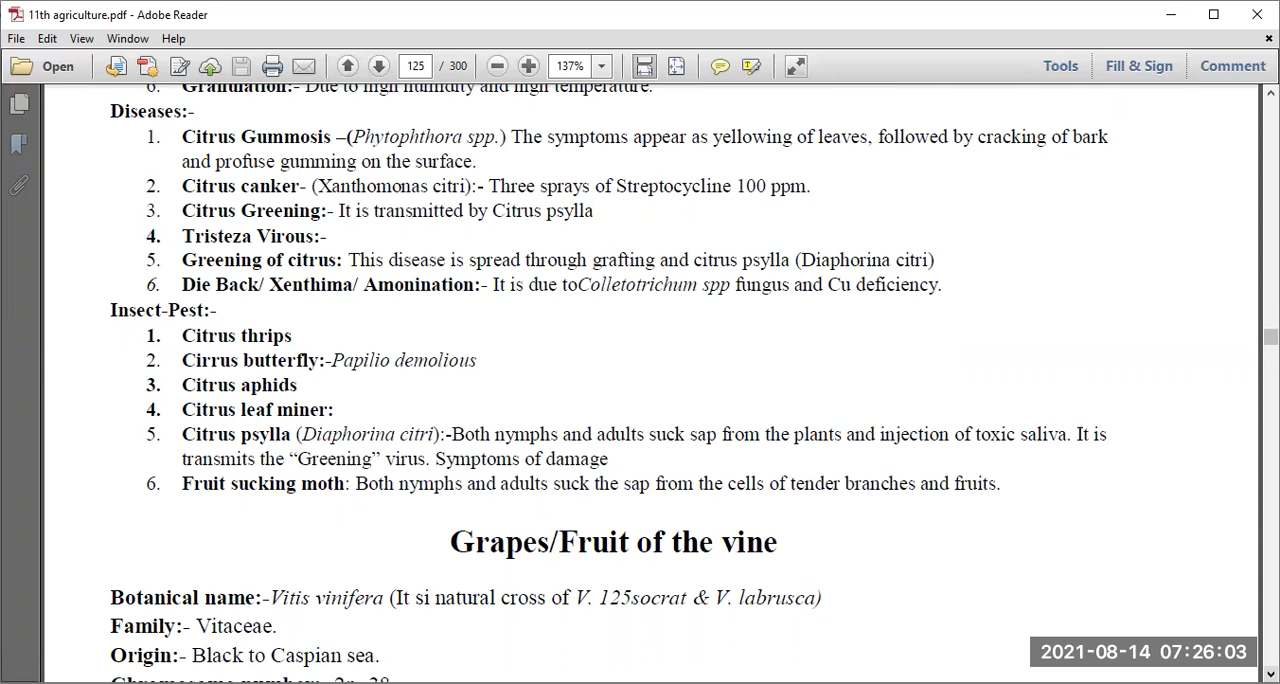 11th agriculture.pdf - Adobe Reader
File Edit View Window Help
Open 125 / 300 137% Tools Fill & Sign Comment
6. Granulation:- Due to high humidity and high temperature.
Diseases:-
1. Citrus Gummosis –(Phytophthora spp.) The symptoms appear as yellowing of leaves, followed by cracking of bark
and profuse gumming on the surface.
2. Citrus canker- (Xanthomonas citri):- Three sprays of Streptocycline 100 ppm.
3. Citrus Greening:- It is transmitted by Citrus psylla
4. Tristeza Virous:-
5. Greening of citrus: This disease is spread through grafting and citrus psylla (Diaphorina citri)
6. Die Back/ Xenthima/ Amonination:- It is due toColletotrichum spp fungus and Cu deficiency.
Insect-Pest:-
1. Citrus thrips
2. Cirrus butterfly:-Papilio demolious
3. Citrus aphids
4. Citrus leaf miner:
5. Citrus psylla (Diaphorina citri):-Both nymphs and adults suck sap from the plants and injection of toxic saliva. It is
transmits the “Greening” virus. Symptoms of damage
6. Fruit sucking moth: Both nymphs and adults suck the sap from the cells of tender branches and fruits.
Grapes/Fruit of the vine
Botanical name:-Vitis vinifera (It si natural cross of V. 125socrat & V. labrusca)
Family:- Vitaceae.
Origin:- Black to Caspian sea.
2021-08-14 07:26:03